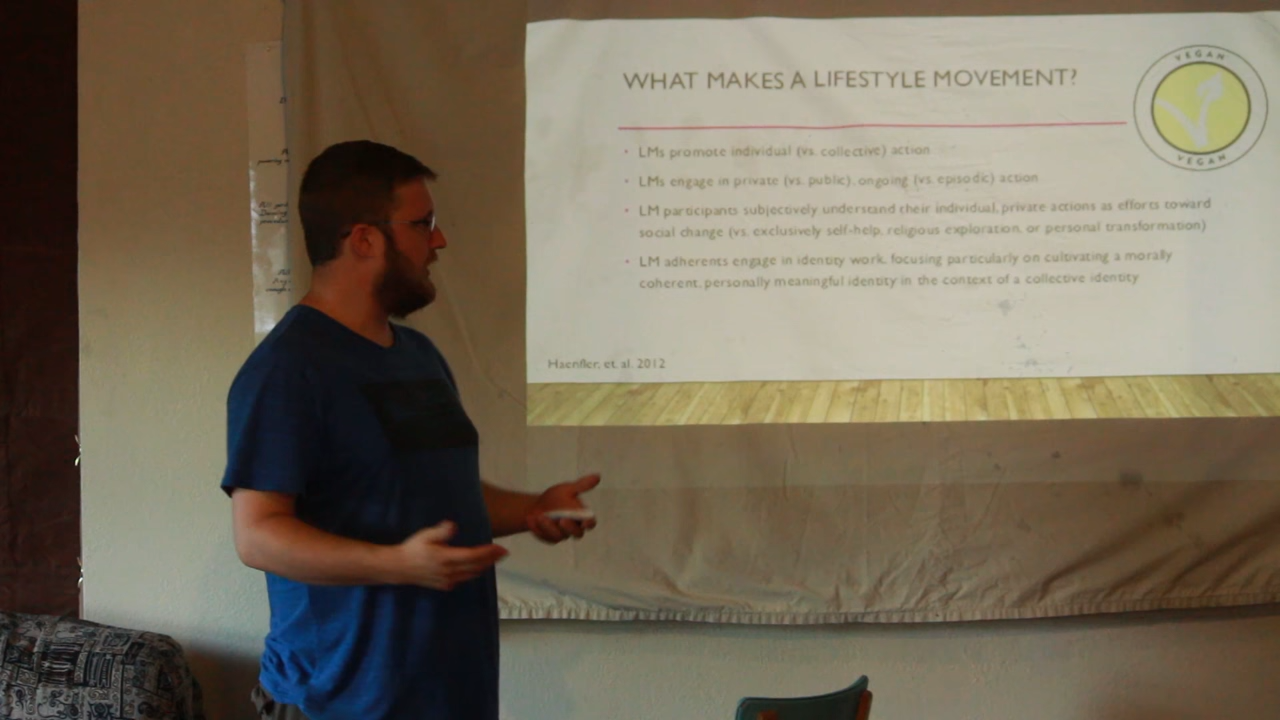 WHAT MAKES A LIFESTYLE MOVEMENT?
VEGAN
VEGAN
• LMs promote individual (vs. collective) action
• LMs engage in private (vs. public), ongoing (vs. episodic) action
• LM participants subjectively understand their individual, private actions as efforts toward
social change (vs. exclusively self-help, religious exploration, or personal transformation)
• LM adherents engage in identity work, focusing particularly on cultivating a morally
coherent, personally meaningful identity in the context of a collective identity
Haenfler, et. al. 2012